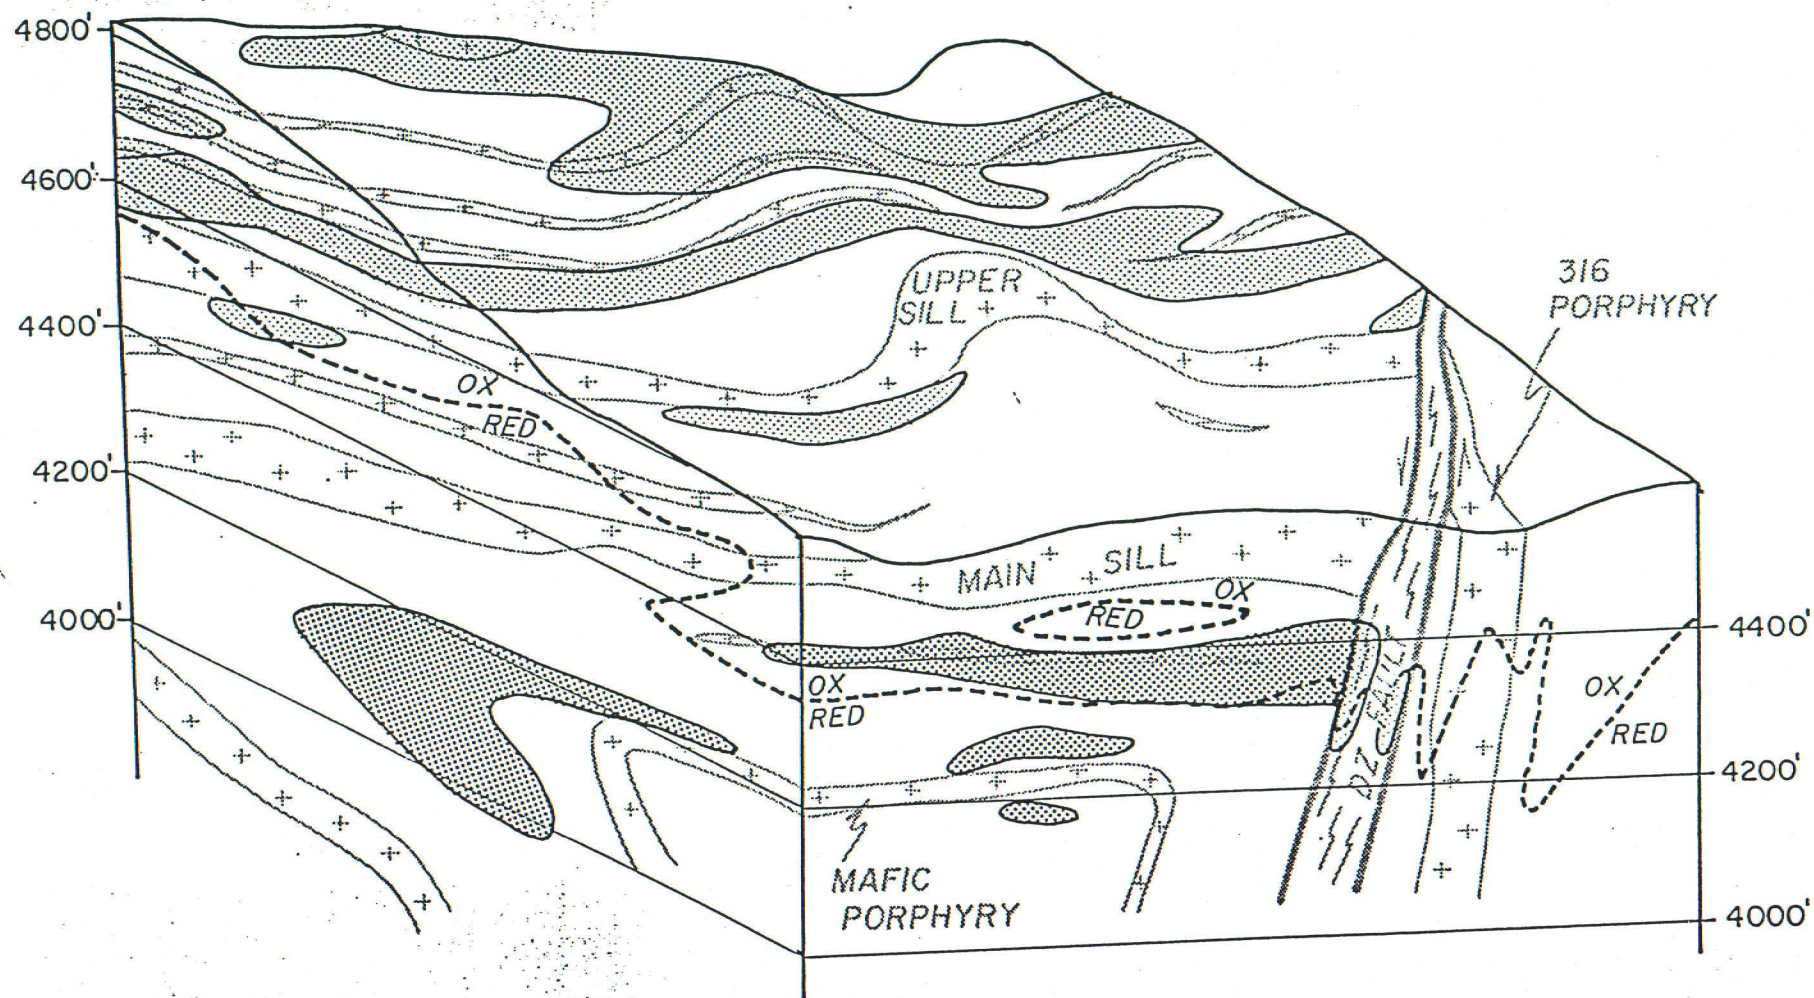 4800'
4600'
4400'
4200'
4000'
UPPER
SILL
316
PORPHYRY
OX
RED
MAIN SILL
OX
RED
OX
RED
DZ FAULT
OX
RED
MAFIC
PORPHYRY
4400'
4200'
4000'